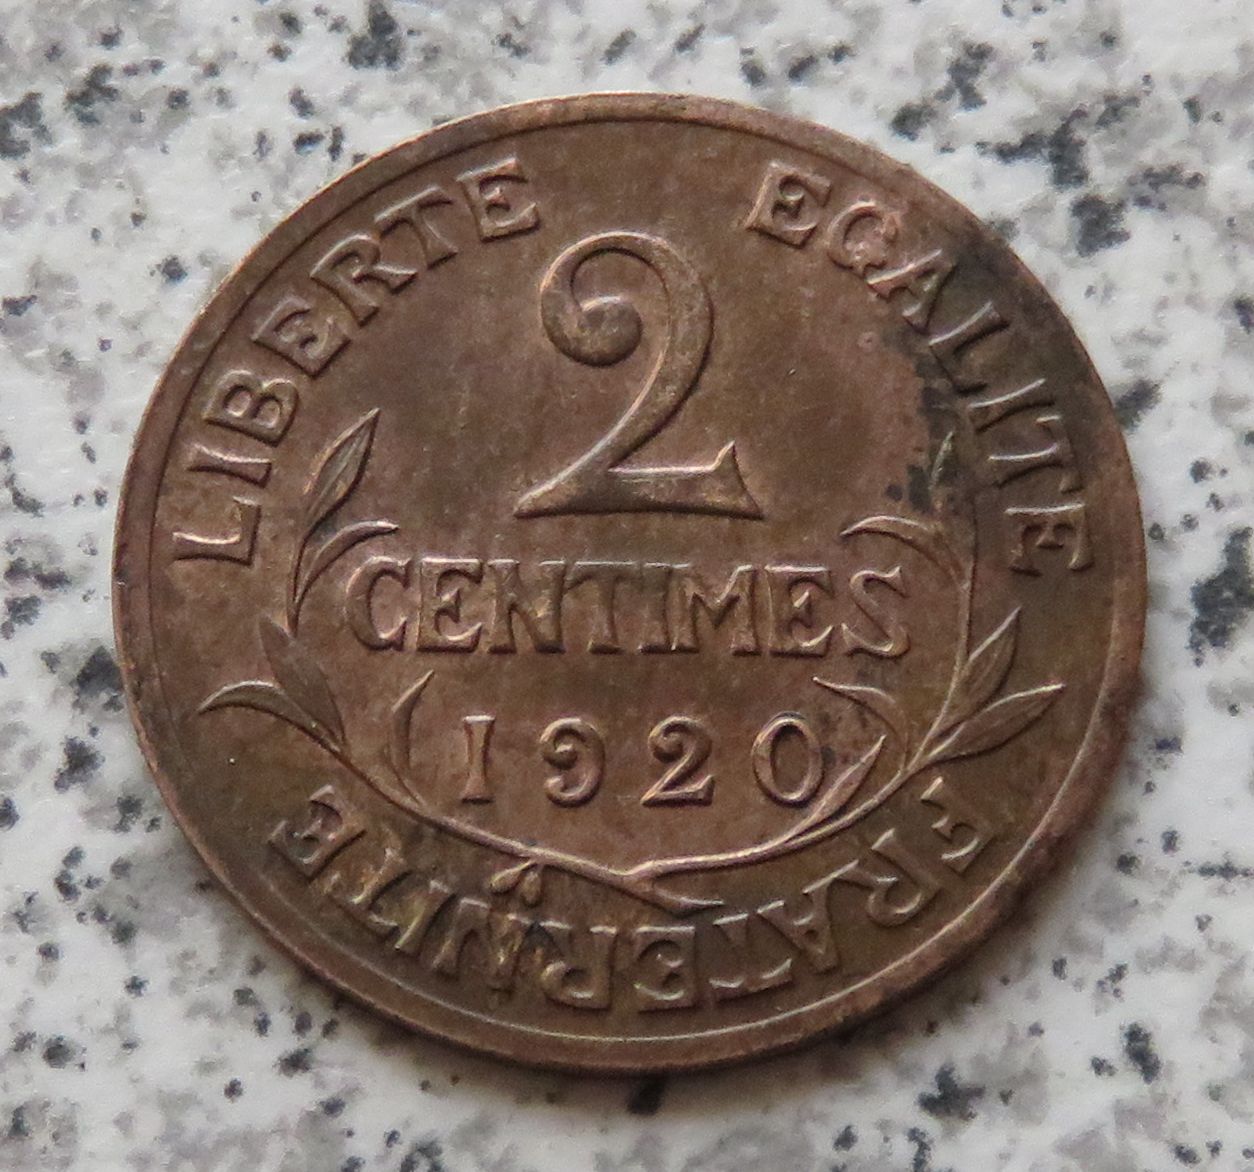 LIBERTE EGALITE FRATERNITE
2
CENTIMES
1920